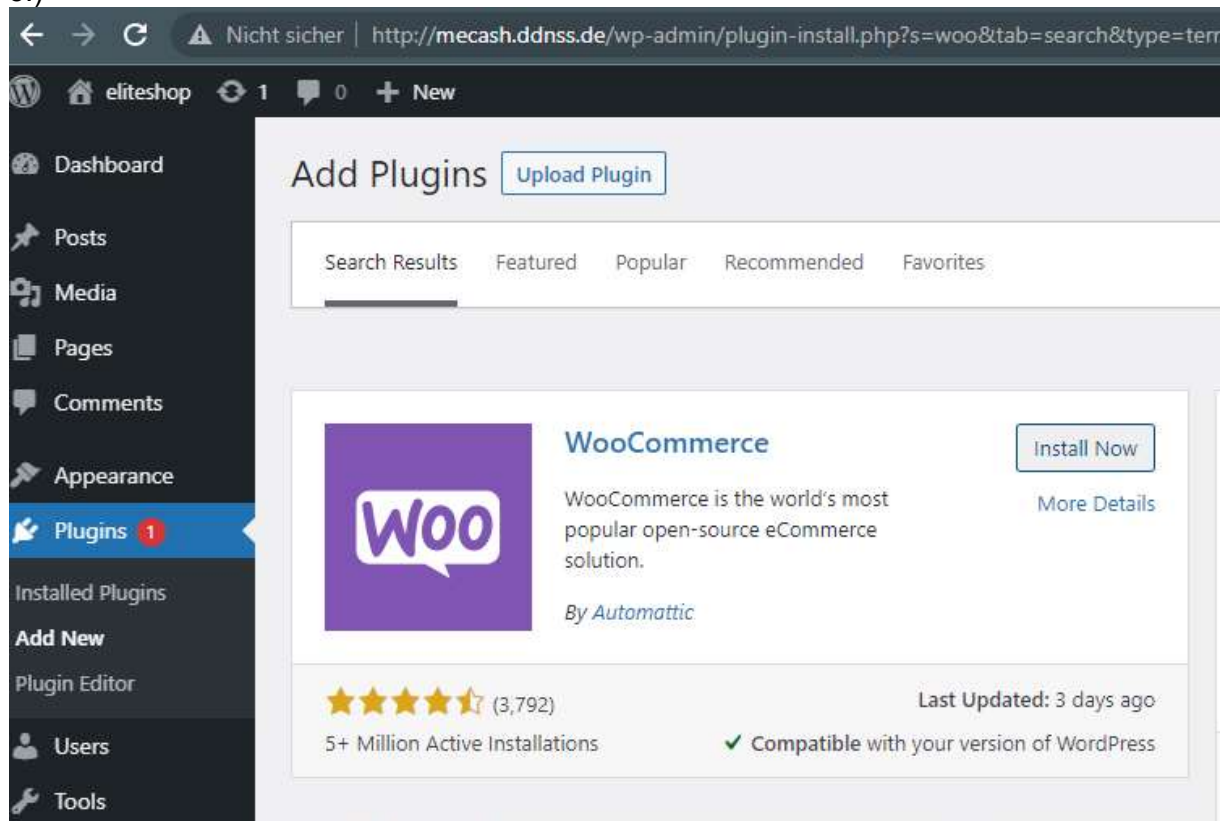 Nicht sicher | http://mecash.ddnss.de/wp-admin/plugin-install.php?s=woo&tab=search&type=ter
eliteshop 1 0 + New
Dashboard
Posts
Media
Pages
Comments
Appearance
Plugins 1
Installed Plugins
Add New
Plugin Editor
Users
Tools
Add Plugins Upload Plugin
Search Results Featured Popular Recommended Favorites
WOO
WooCommerce
Install Now
More Details
WooCommerce is the world's most
popular open-source eCommerce
solution.
By Automattic
(3,792)
5+ Million Active Installations
Last Updated: 3 days ago
✓ Compatible with your version of WordPress